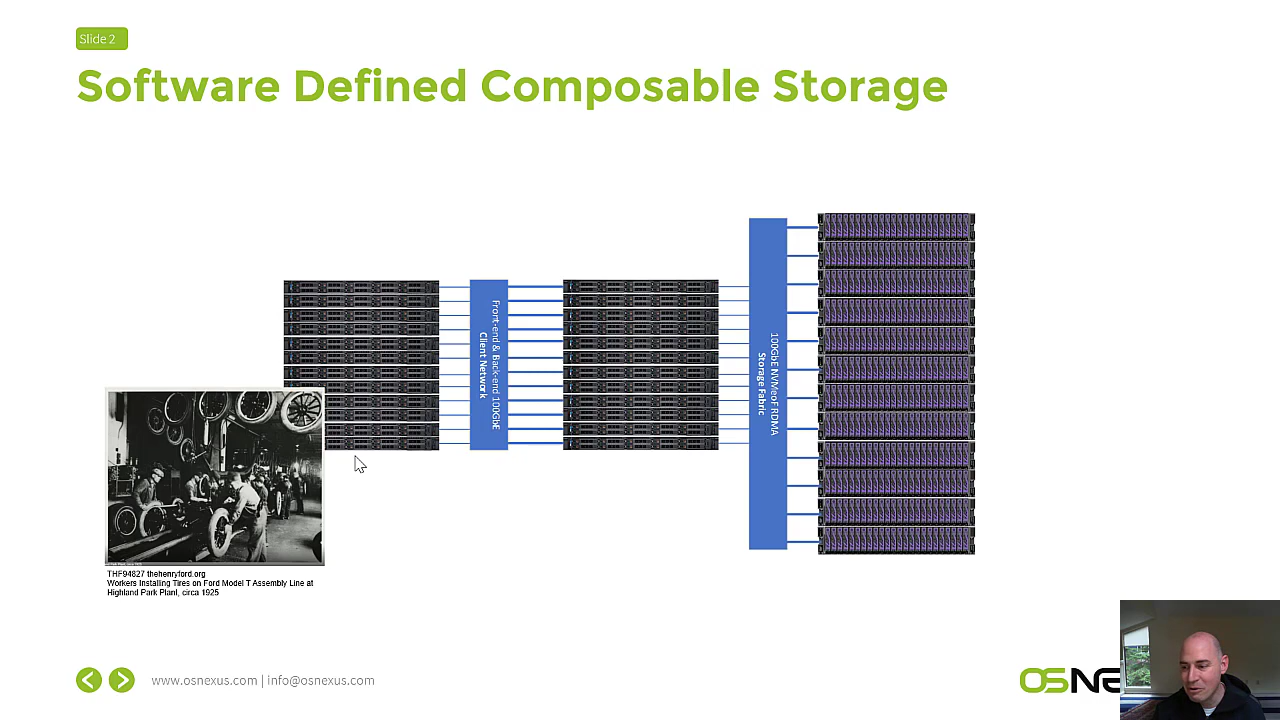 Slide 2
Software Defined Composable Storage
Front-end & Back-end 100GbE
Client Network
100GbE NVMeoF RDMA
Storage Fabric
THF94827 thehenryford.org
Workers Installing Tires on Ford Model T Assembly Line at
Highland Park Plant, circa 1925
www.osnexus.com | info@osnexus.com
OSNE